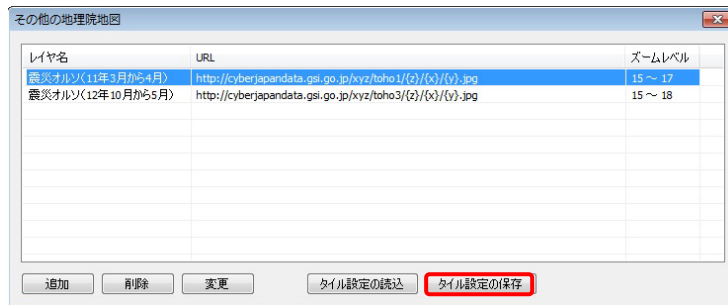 その他の地理院地図
レイヤ名 URL ズームレベル
震災オルソ(11年3月から4月) http://cyberjapandata.gsi.go.jp/xyz/toho1/{z}/{x}/{y}.jpg 15 ～ 17
震災オルソ(12年10月から5月) http://cyberjapandata.gsi.go.jp/xyz/toho3/{z}/{x}/{y}.jpg 15 ～ 18
追加 削除 変更 タイル設定の読込 タイル設定の保存